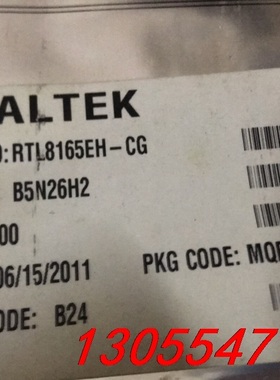 ALTEK
:RTL8165EH-CG
B5N26H2
00
06/15/2011
PKG CODE: MQ
ODE: B24
1305547